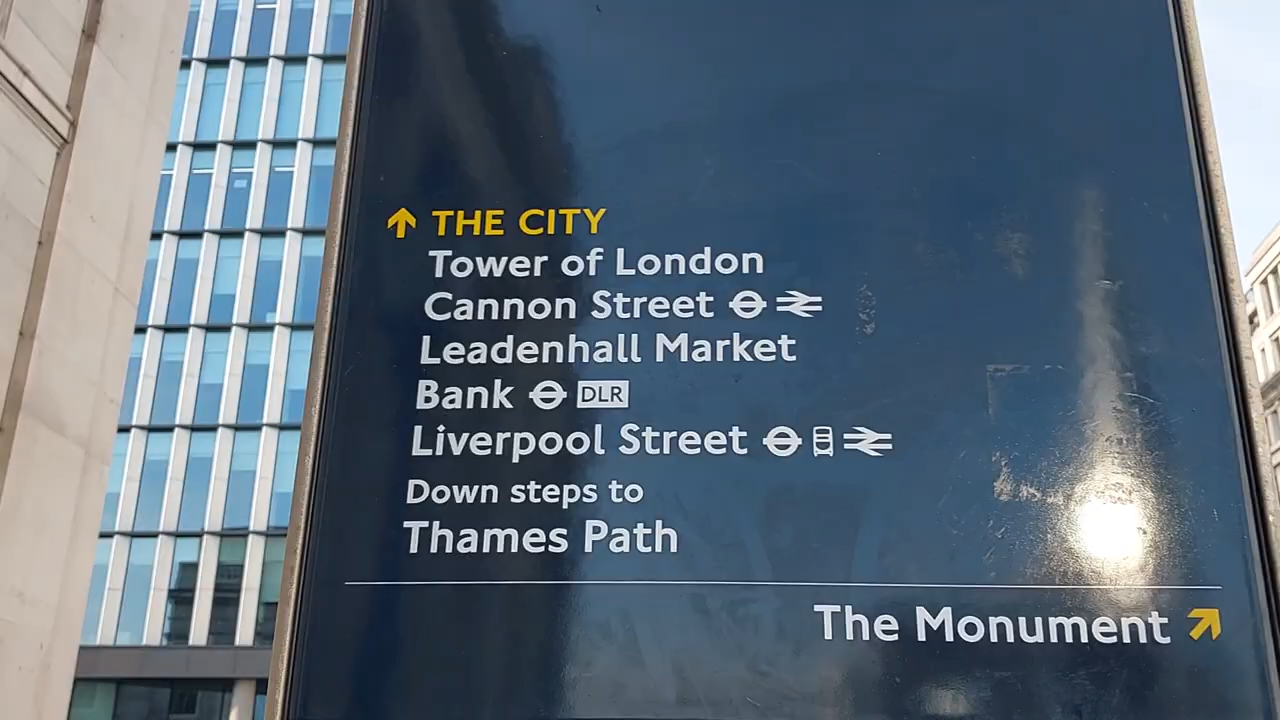 THE CITY
Tower of London
Cannon Street
Leadenhall Market
Bank DLR
Liverpool Street
Down steps to
Thames Path
The Monument